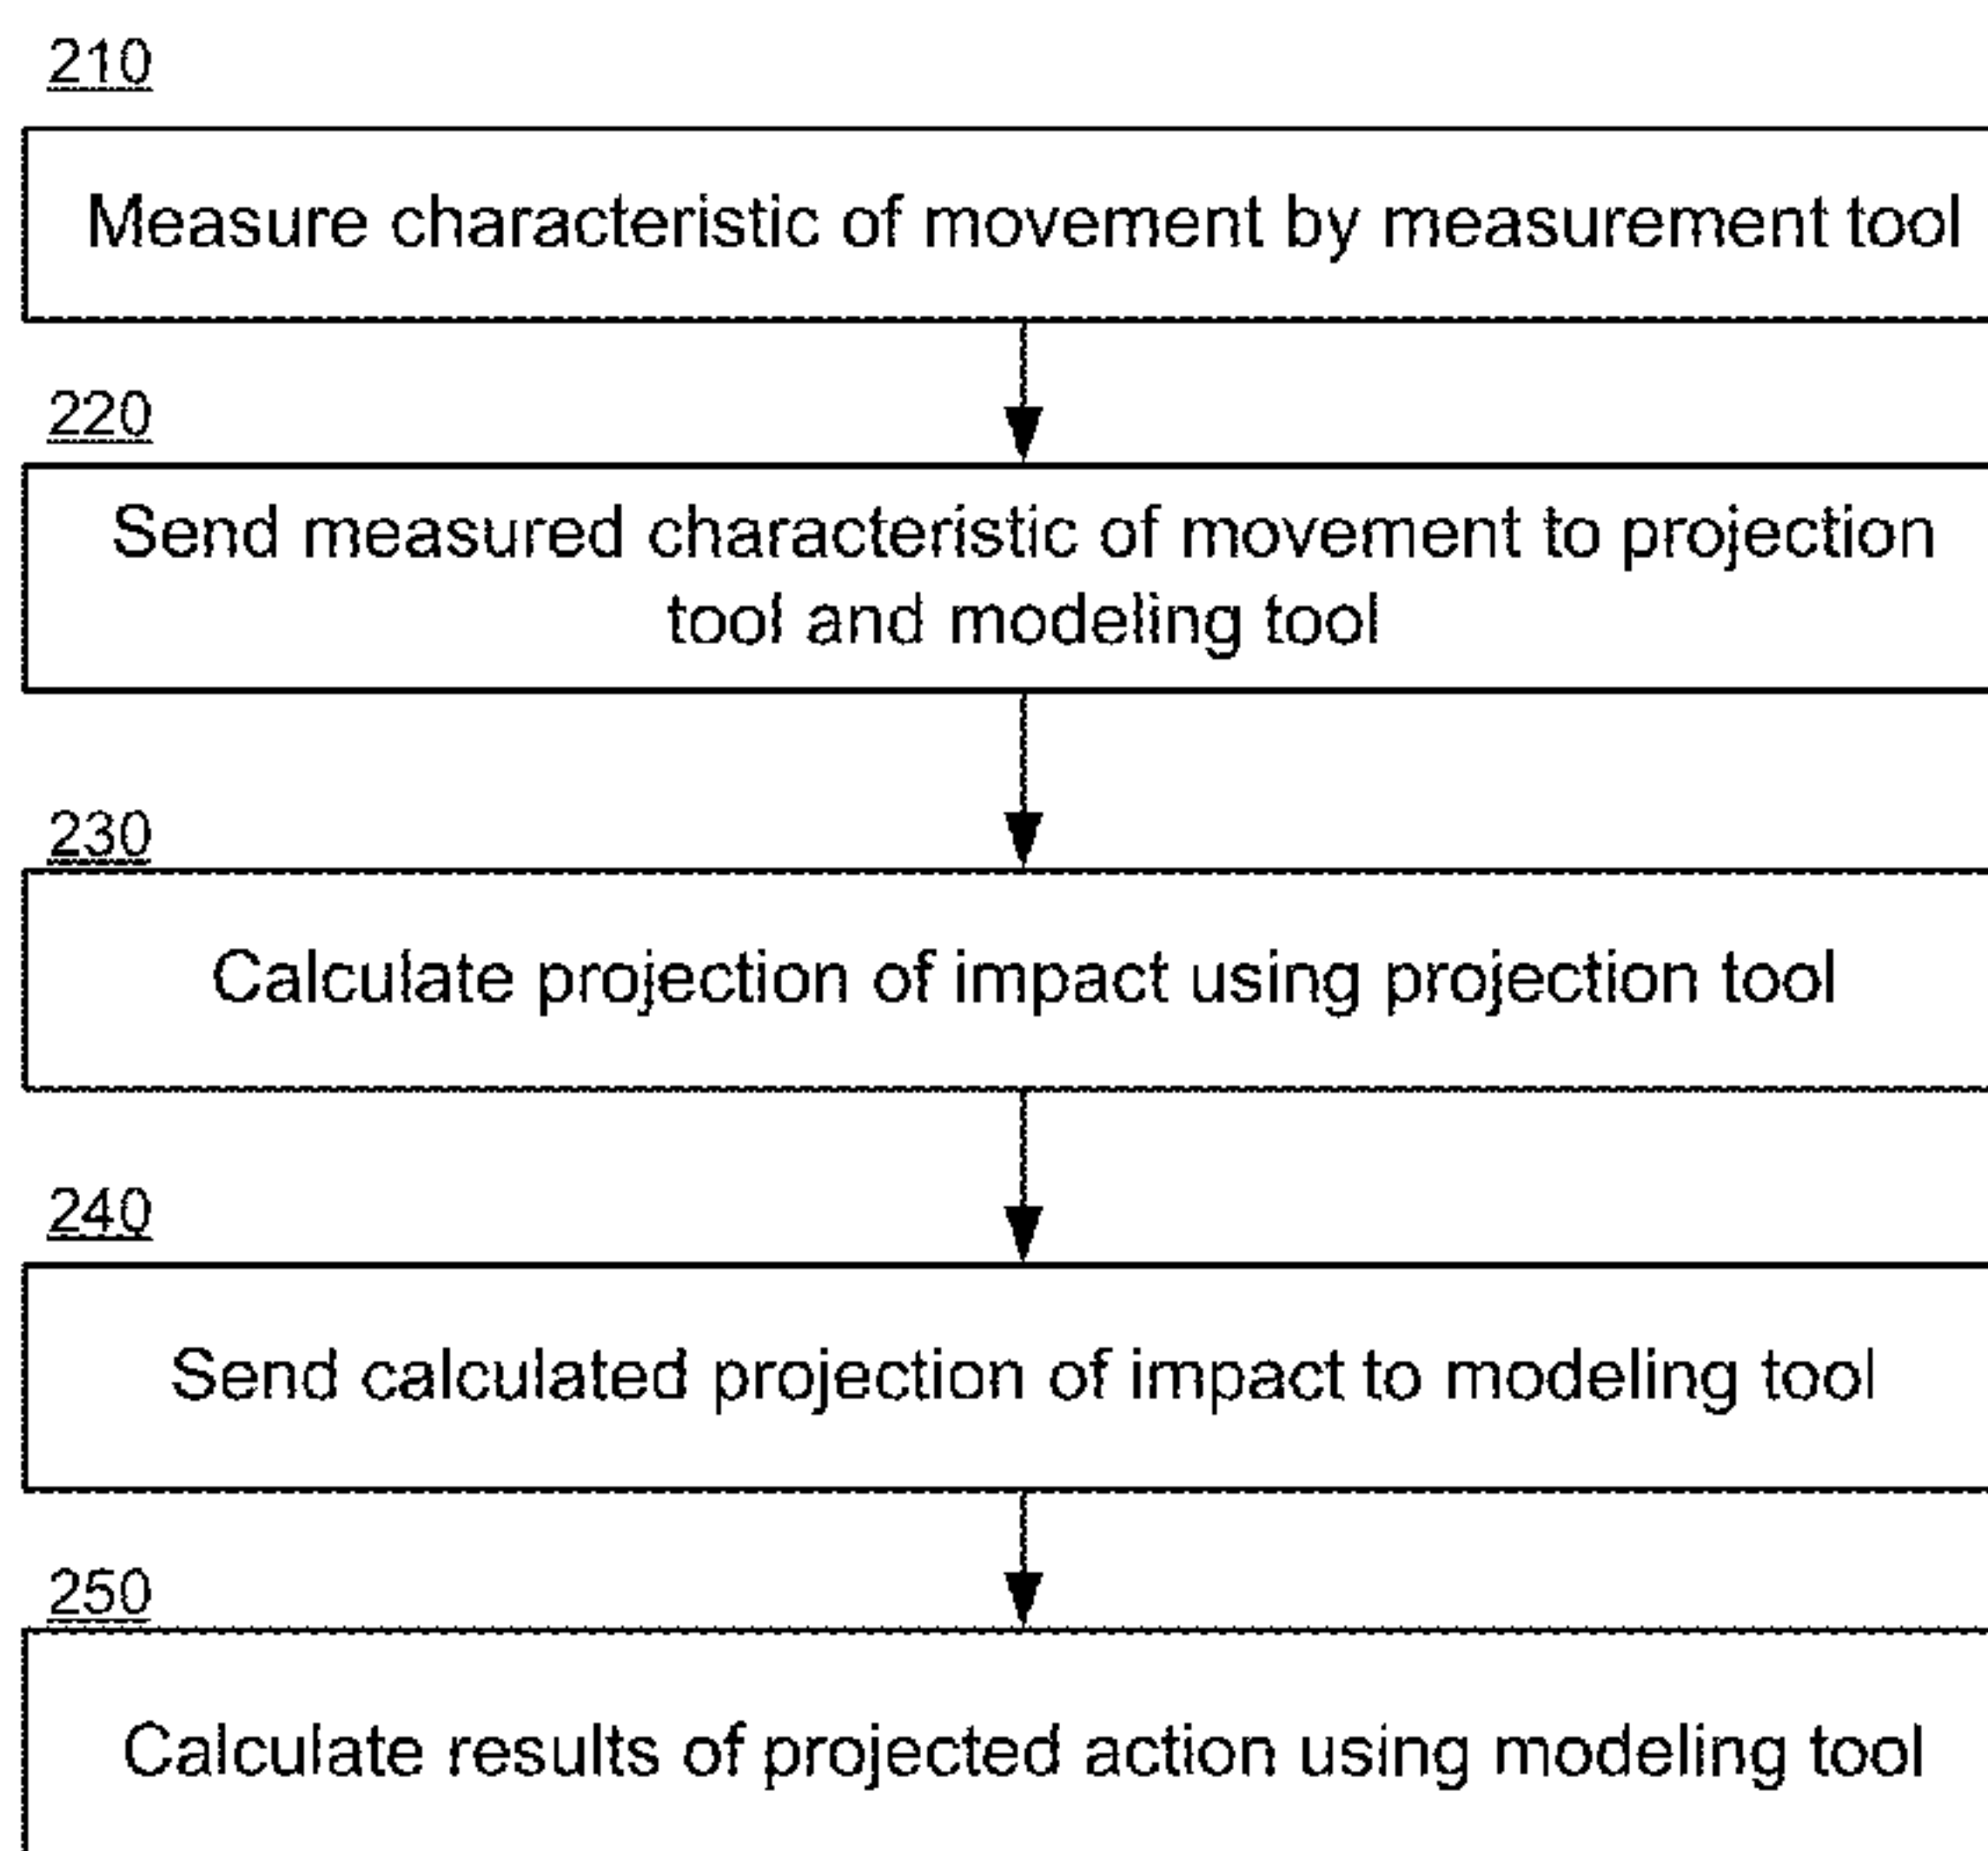 210
Measure characteristic of movement by measurement tool
220
Send measured characteristic of movement to projection
tool and modeling tool
230
Calculate projection of impact using projection tool
240
Send calculated projection of impact to modeling tool
250
Calculate results of projected action using modeling tool